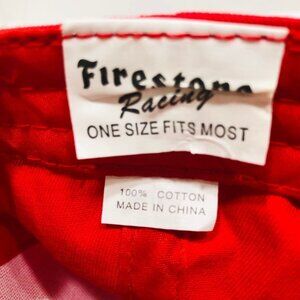 Firestone
Racing
ONE SIZE FITS MOST
100% COTTON
MADE IN CHINA